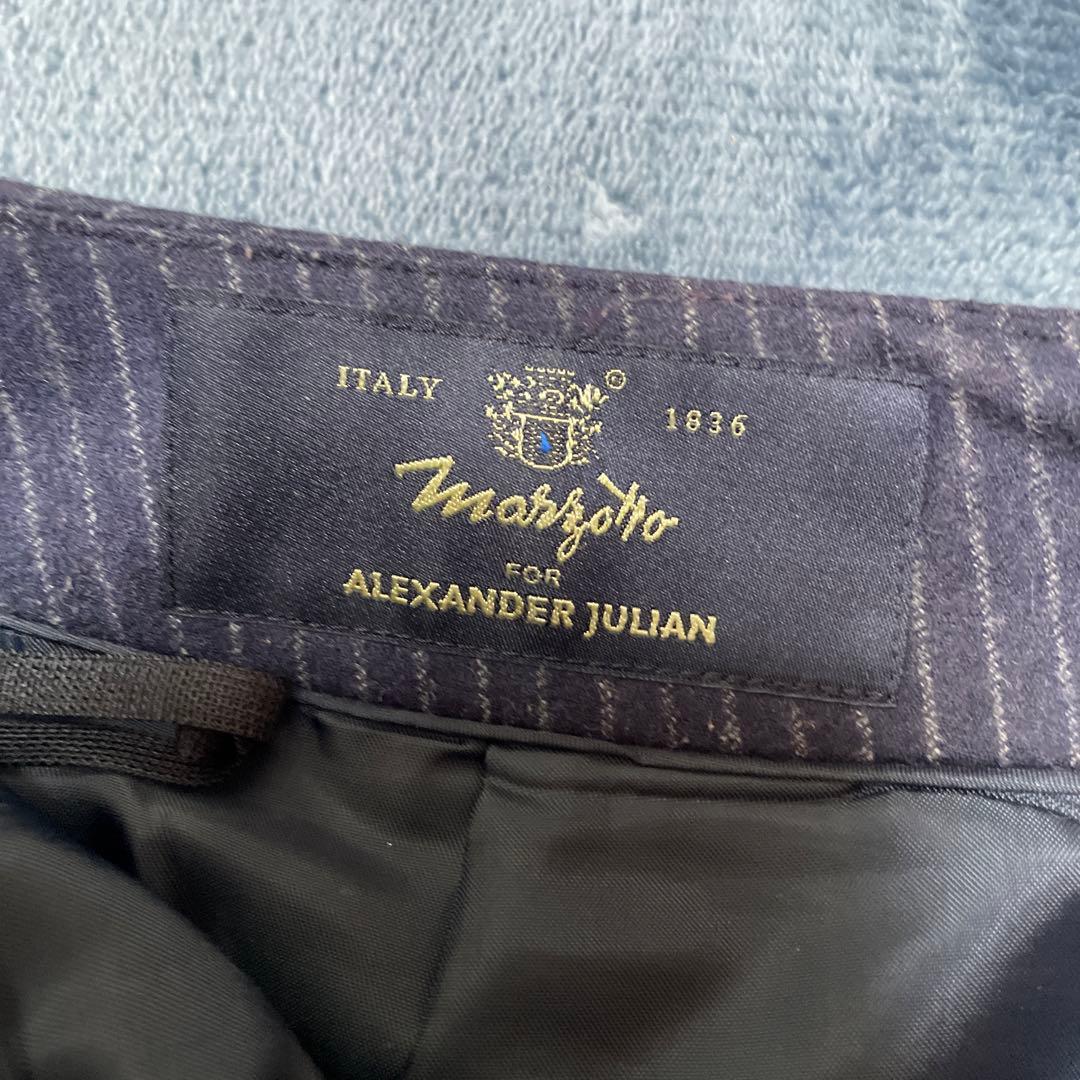 ITALY ® 1836
Marzotto
FOR
ALEXANDER JULIAN